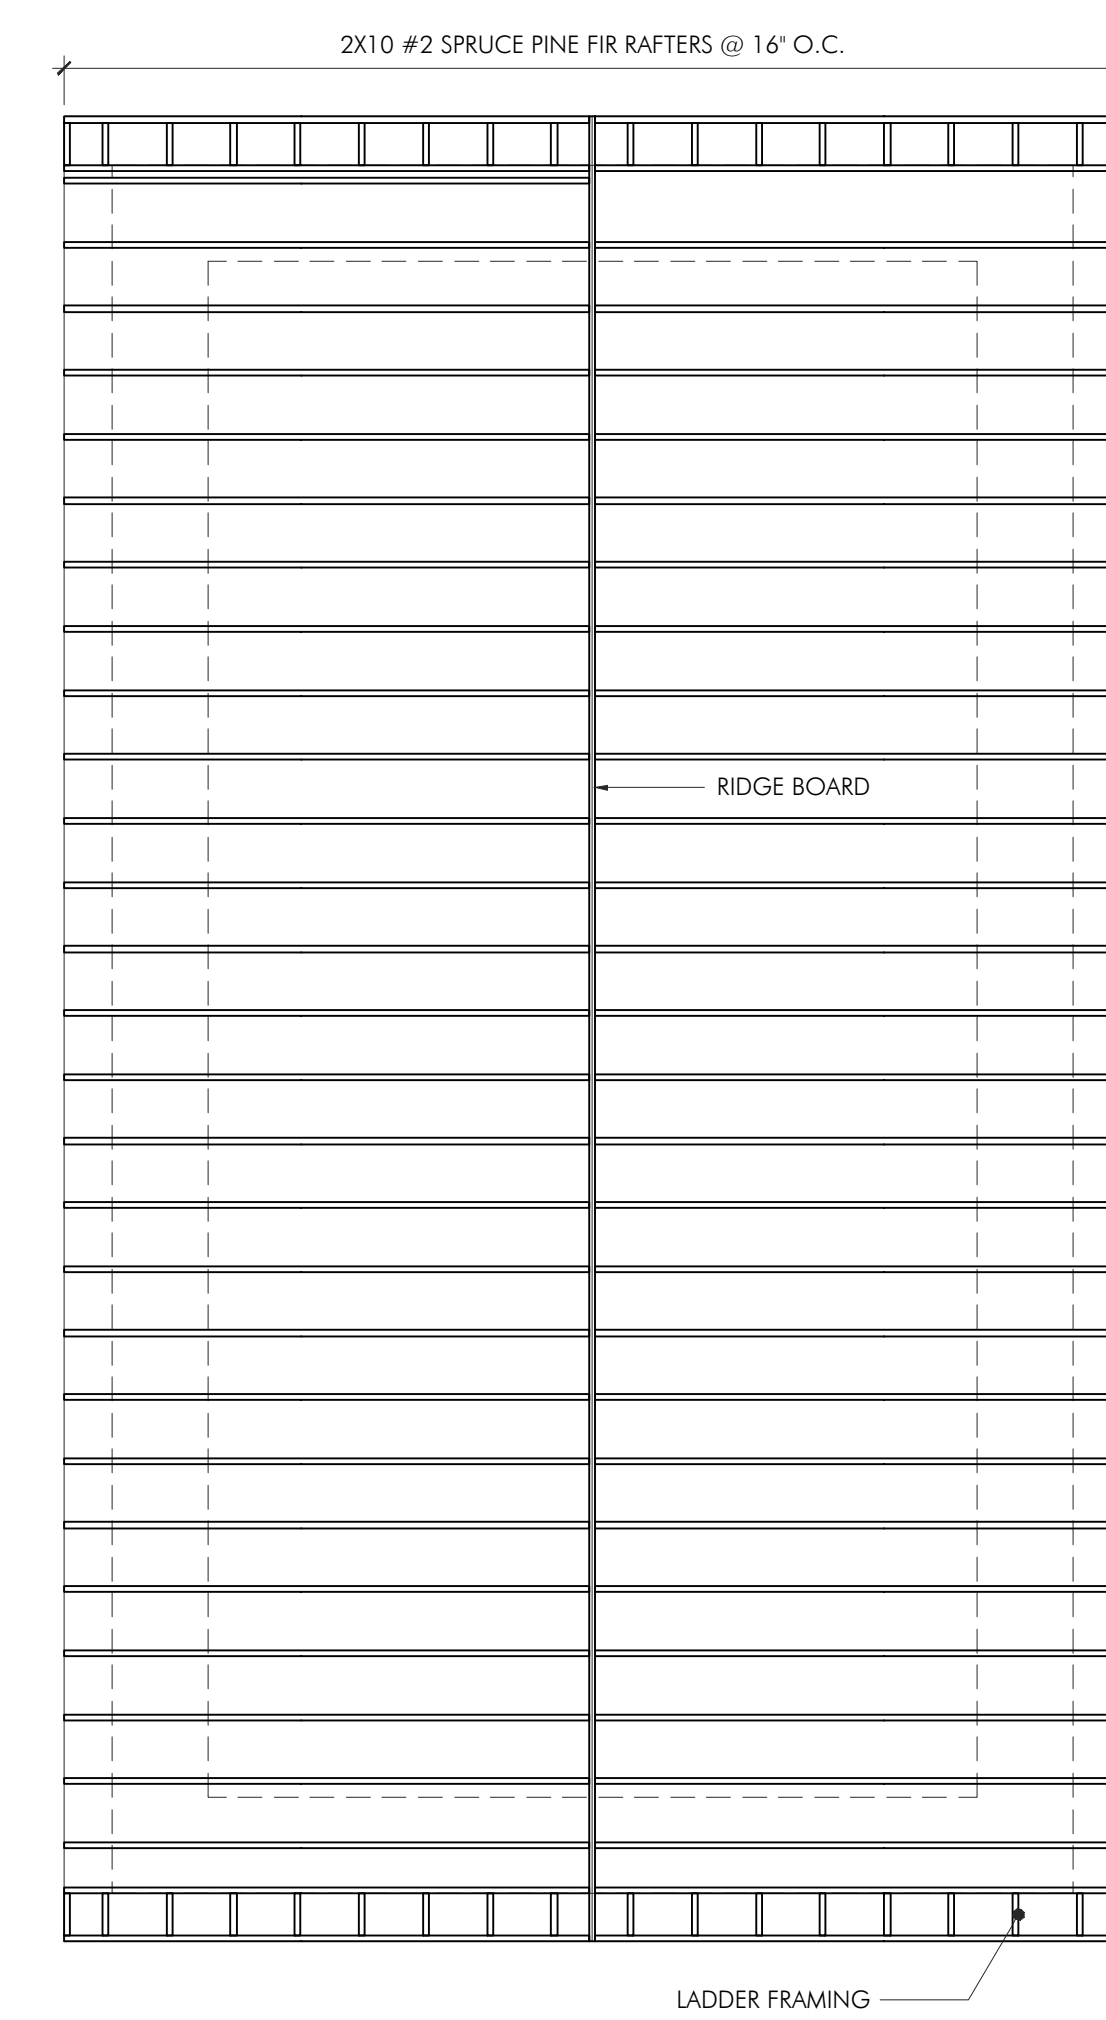 2X10 #2 SPRUCE PINE FIR RAFTERS @ 16" O.C.
RIDGE BOARD
LADDER FRAMING